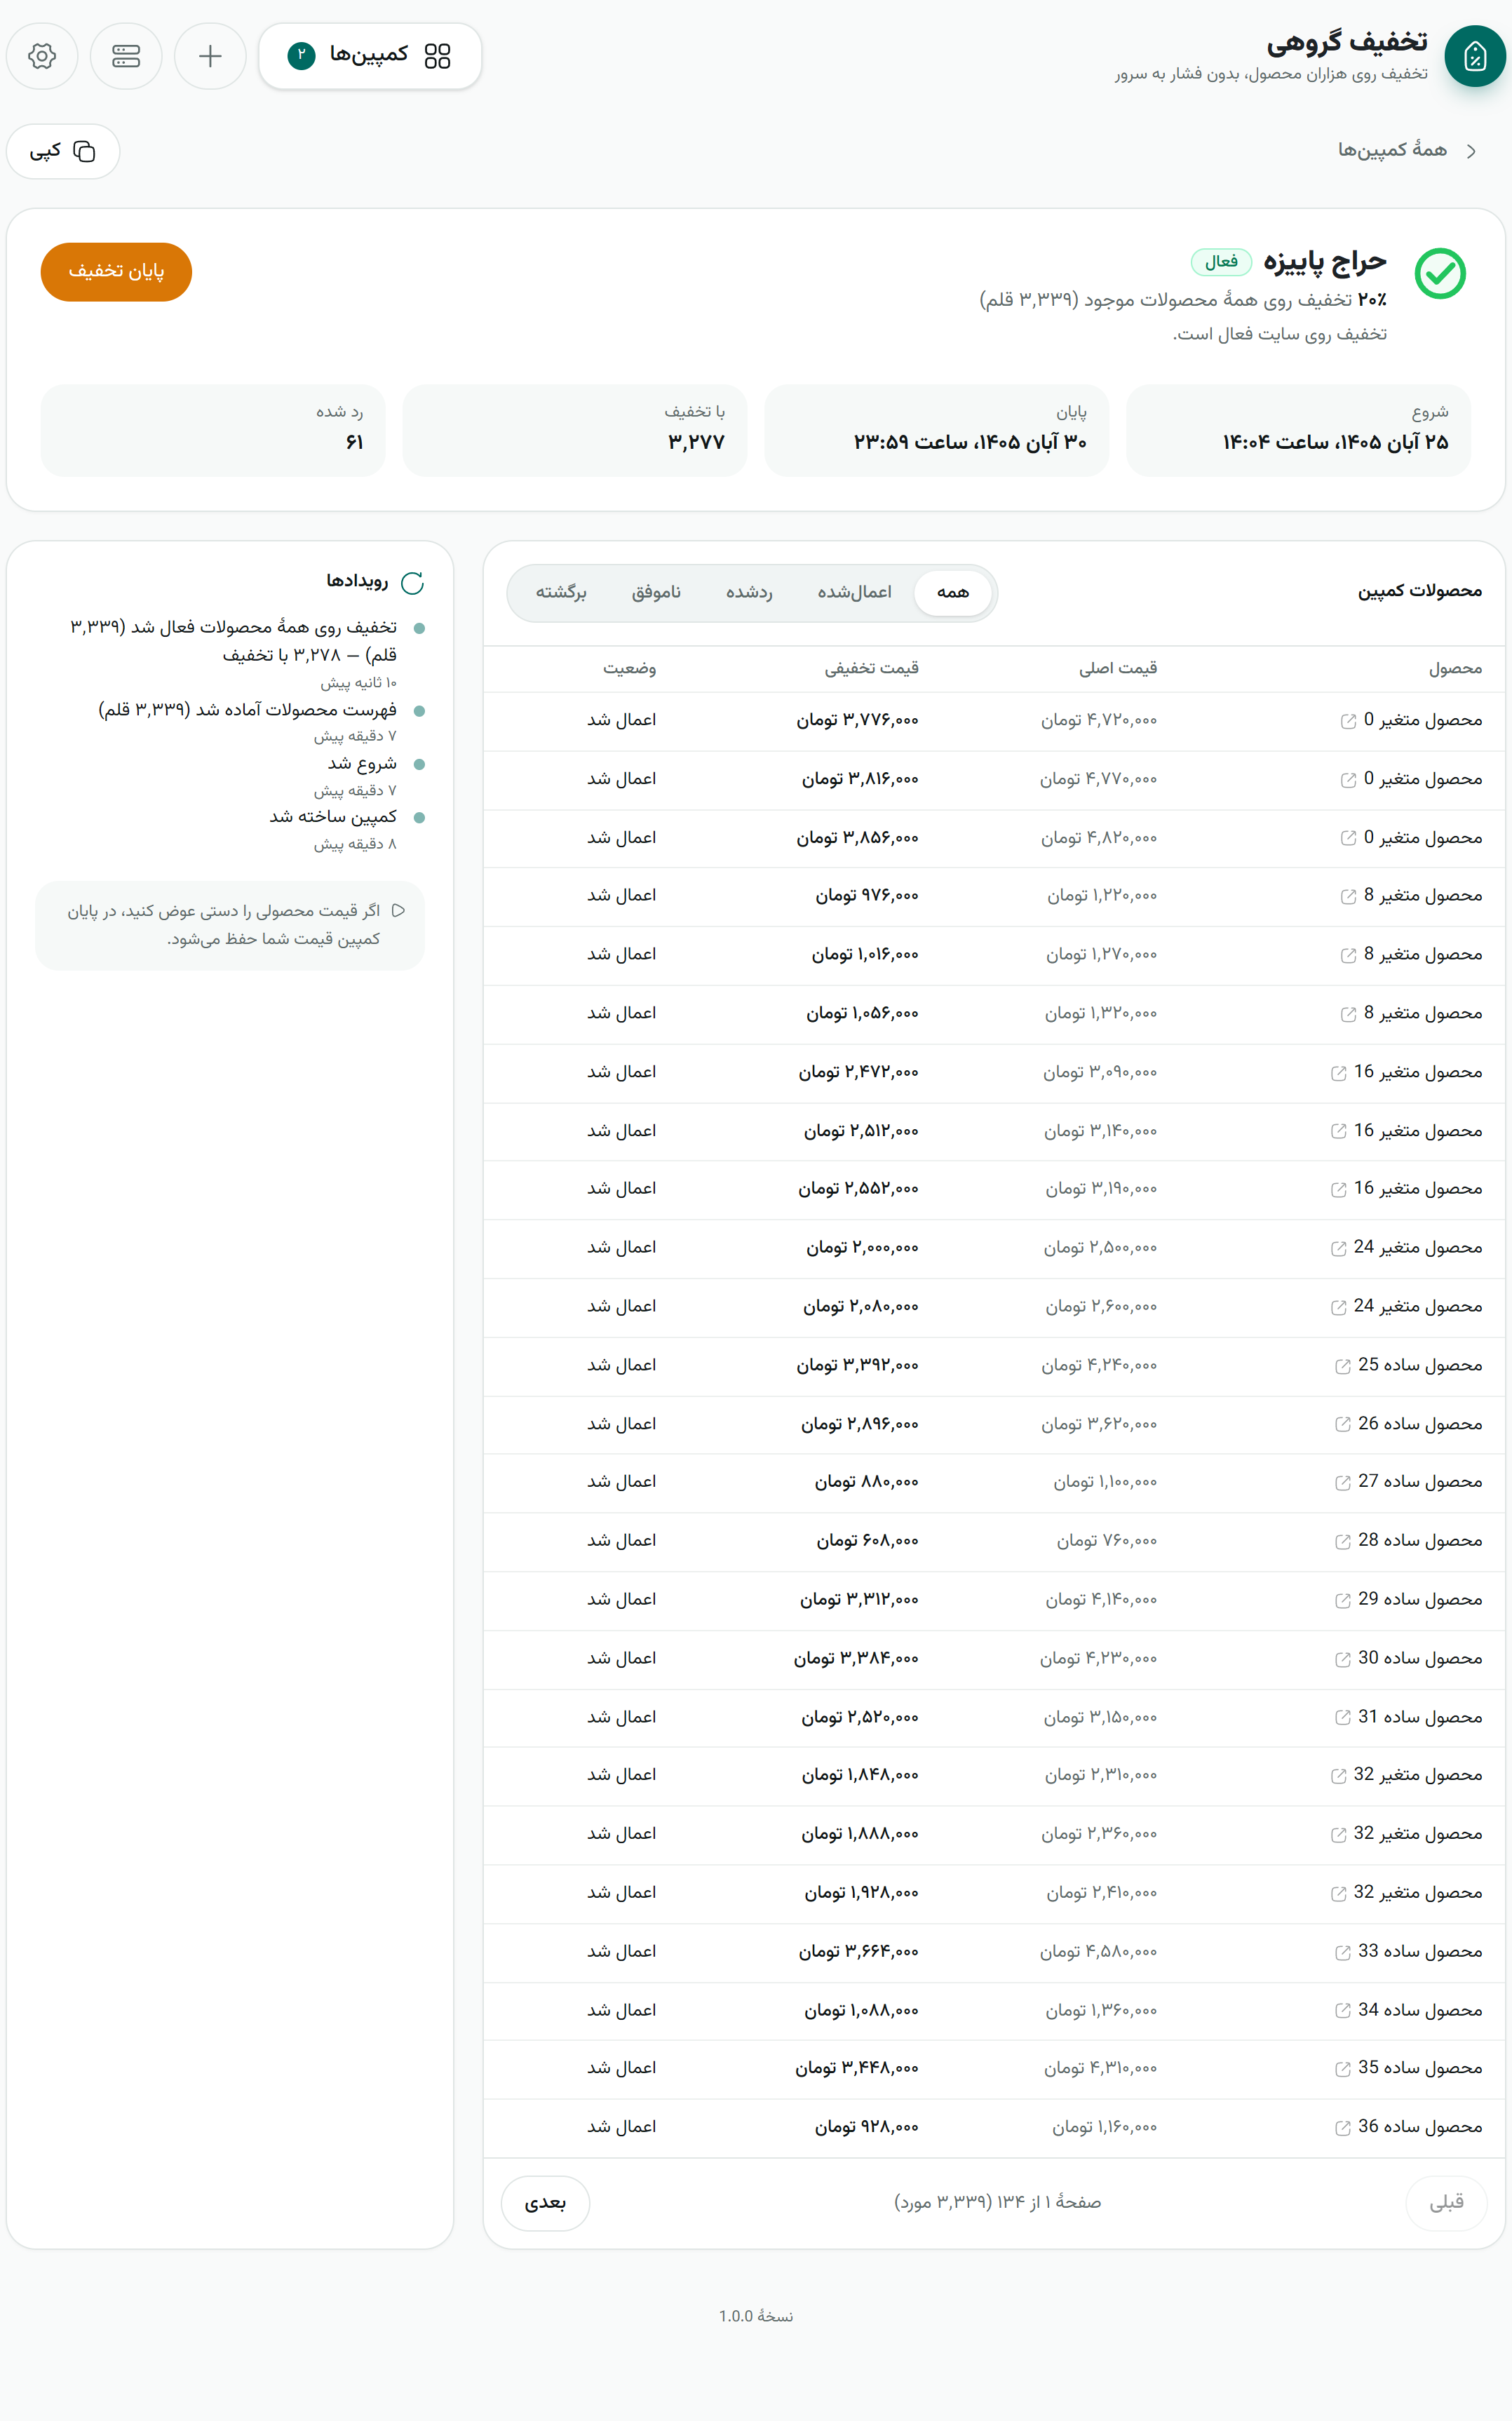 تخفیف گروهی
تخفیف روی هزاران محصول، بدون فشار به سرور
کمپین‌ها ۲
همهٔ کمپین‌ها
کپی
حراج پاییزه فعال
۲۰٪ تخفیف روی همهٔ محصولات موجود (۳,۳۳۹ قلم)
تخفیف روی سایت فعال است.
پایان تخفیف
شروع
۲۵ آبان ۱۴۰۵، ساعت ۱۴:۰۴
پایان
۳۰ آبان ۱۴۰۵، ساعت ۲۳:۵۹
با تخفیف
۳,۲۷۷
رد شده
۶۱
محصولات کمپین
همه اعمال‌شده ردشده ناموفق برگشته
محصول قیمت اصلی قیمت تخفیفی وضعیت
محصول متغیر 0 ۴,۷۲۰,۰۰۰ تومان ۳,۷۷۶,۰۰۰ تومان اعمال شد
محصول متغیر 0 ۴,۷۷۰,۰۰۰ تومان ۳,۸۱۶,۰۰۰ تومان اعمال شد
محصول متغیر 0 ۴,۸۲۰,۰۰۰ تومان ۳,۸۵۶,۰۰۰ تومان اعمال شد
محصول متغیر 8 ۱,۲۲۰,۰۰۰ تومان ۹۷۶,۰۰۰ تومان اعمال شد
محصول متغیر 8 ۱,۲۷۰,۰۰۰ تومان ۱,۰۱۶,۰۰۰ تومان اعمال شد
محصول متغیر 8 ۱,۳۲۰,۰۰۰ تومان ۱,۰۵۶,۰۰۰ تومان اعمال شد
محصول متغیر 16 ۳,۰۹۰,۰۰۰ تومان ۲,۴۷۲,۰۰۰ تومان اعمال شد
محصول متغیر 16 ۳,۱۴۰,۰۰۰ تومان ۲,۵۱۲,۰۰۰ تومان اعمال شد
محصول متغیر 16 ۳,۱۹۰,۰۰۰ تومان ۲,۵۵۲,۰۰۰ تومان اعمال شد
محصول متغیر 24 ۲,۵۰۰,۰۰۰ تومان ۲,۰۰۰,۰۰۰ تومان اعمال شد
محصول متغیر 24 ۲,۶۰۰,۰۰۰ تومان ۲,۰۸۰,۰۰۰ تومان اعمال شد
محصول ساده 25 ۴,۲۴۰,۰۰۰ تومان ۳,۳۹۲,۰۰۰ تومان اعمال شد
محصول ساده 26 ۳,۶۲۰,۰۰۰ تومان ۲,۸۹۶,۰۰۰ تومان اعمال شد
محصول ساده 27 ۱,۱۰۰,۰۰۰ تومان ۸۸۰,۰۰۰ تومان اعمال شد
محصول ساده 28 ۷۶۰,۰۰۰ تومان ۶۰۸,۰۰۰ تومان اعمال شد
محصول ساده 29 ۴,۱۴۰,۰۰۰ تومان ۳,۳۱۲,۰۰۰ تومان اعمال شد
محصول ساده 30 ۴,۲۳۰,۰۰۰ تومان ۳,۳۸۴,۰۰۰ تومان اعمال شد
محصول ساده 31 ۳,۱۵۰,۰۰۰ تومان ۲,۵۲۰,۰۰۰ تومان اعمال شد
محصول متغیر 32 ۲,۳۱۰,۰۰۰ تومان ۱,۸۴۸,۰۰۰ تومان اعمال شد
محصول متغیر 32 ۲,۳۶۰,۰۰۰ تومان ۱,۸۸۸,۰۰۰ تومان اعمال شد
محصول متغیر 32 ۲,۴۱۰,۰۰۰ تومان ۱,۹۲۸,۰۰۰ تومان اعمال شد
محصول ساده 33 ۴,۵۸۰,۰۰۰ تومان ۳,۶۶۴,۰۰۰ تومان اعمال شد
محصول ساده 34 ۱,۳۶۰,۰۰۰ تومان ۱,۰۸۸,۰۰۰ تومان اعمال شد
محصول ساده 35 ۴,۳۱۰,۰۰۰ تومان ۳,۴۴۸,۰۰۰ تومان اعمال شد
محصول ساده 36 ۱,۱۶۰,۰۰۰ تومان ۹۲۸,۰۰۰ تومان اعمال شد
قبلی صفحهٔ ۱ از ۱۳۴ (۳,۳۳۹ مورد) بعدی
رویدادها
تخفیف روی همهٔ محصولات فعال شد (۳,۳۳۹
قلم) — ۳,۲۷۸ با تخفیف
۱۰ ثانیه پیش
فهرست محصولات آماده شد (۳,۳۳۹ قلم)
۷ دقیقه پیش
شروع شد
۷ دقیقه پیش
کمپین ساخته شد
۸ دقیقه پیش
اگر قیمت محصولی را دستی عوض کنید، در پایان
کمپین قیمت شما حفظ می‌شود.
نسخهٔ 1.0.0